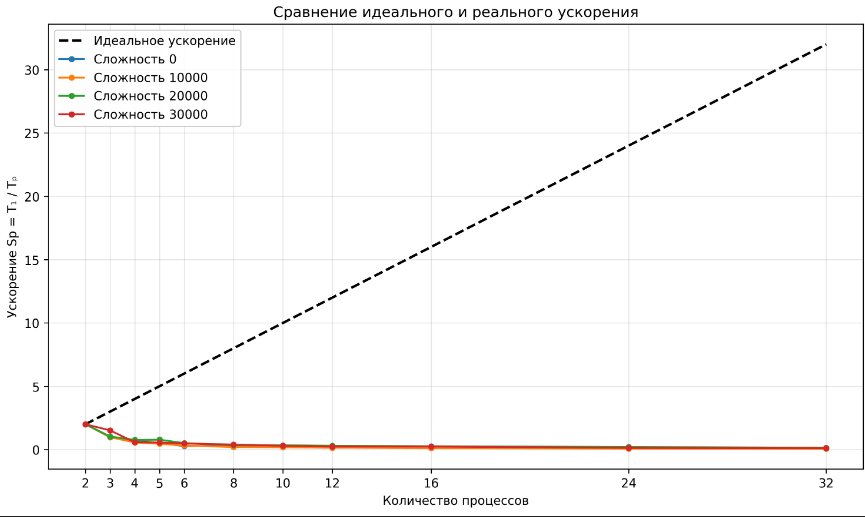 Сравнение идеального и реального ускорения
Идеальное ускорение
Сложность 0
Сложность 10000
Сложность 20000
Сложность 30000
Ускорение Sp = T₁ / Tₚ
30
25
20
15
10
5
0
2 3 4 5 6 8 10 12 16 24 32
Количество процессов